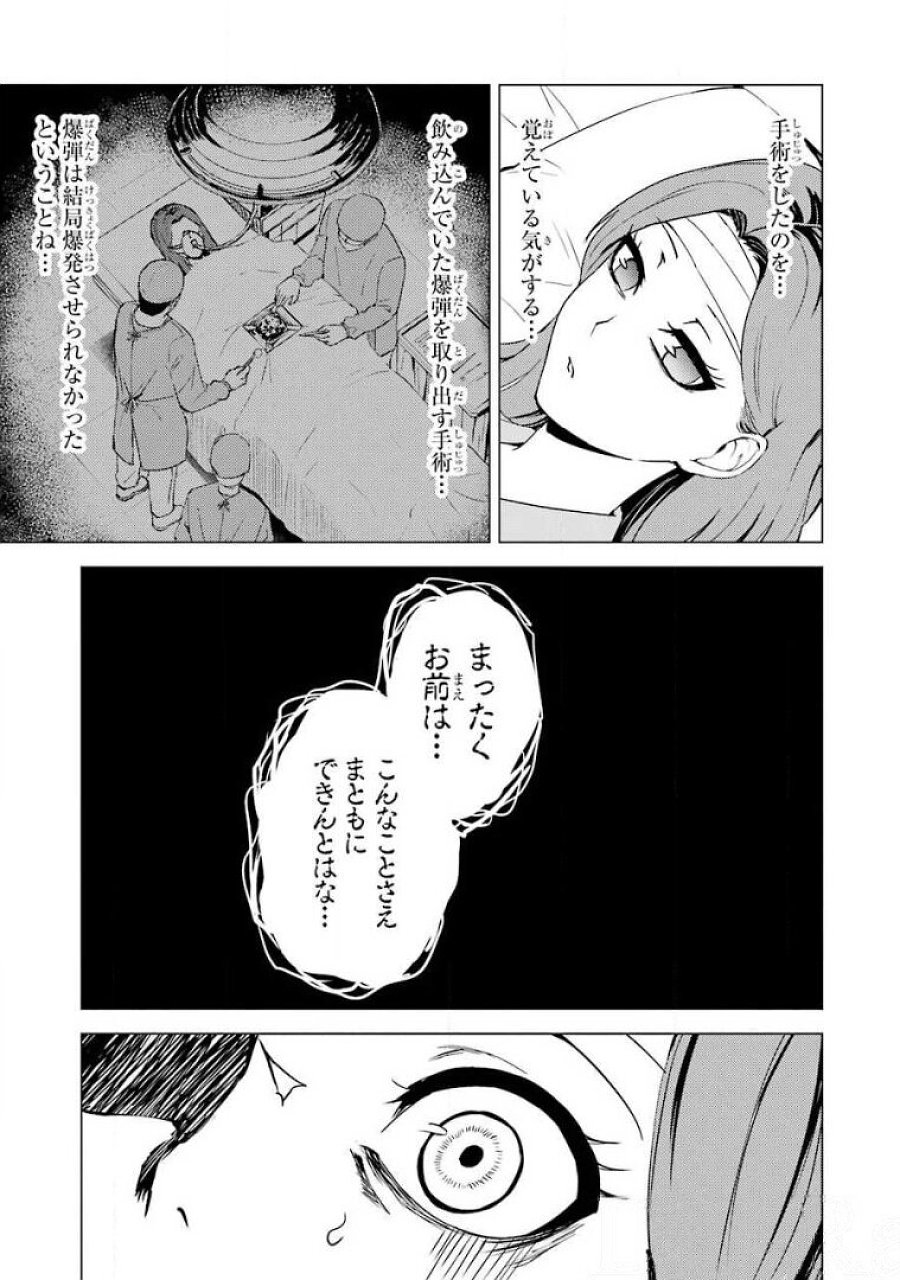 手術をしたのを…
覚えている気がする…
飲み込んでいた爆弾を取り出す手術…
爆弾は結局爆発させられなかった
ということね…
まったく
お前は…
こんなことさえ
まともに
できんとはな…